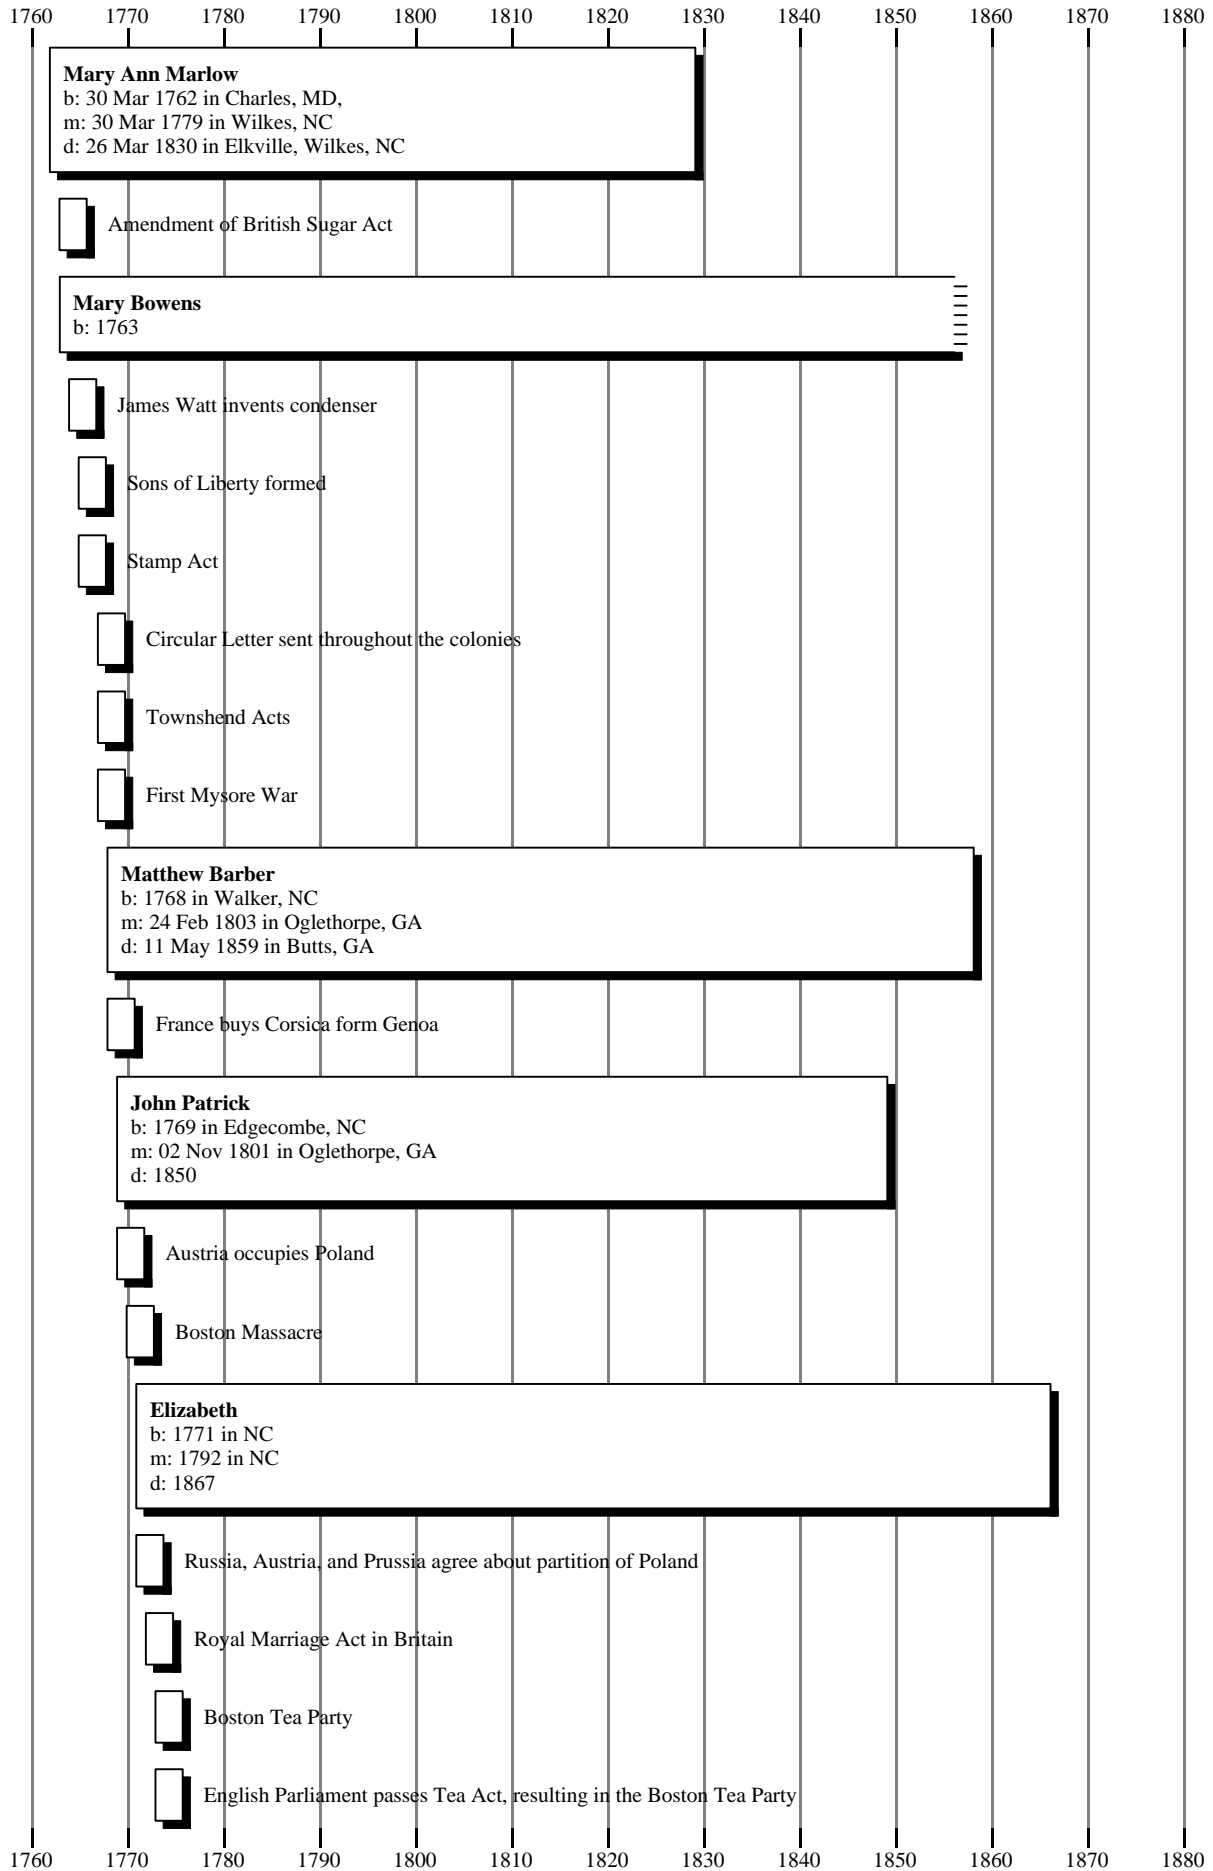 1760 1770 1780 1790 1800 1810 1820 1830 1840 1850 1860 1870 1880
Mary Ann Marlow
b: 30 Mar 1762 in Charles, MD,
m: 30 Mar 1779 in Wilkes, NC
d: 26 Mar 1830 in Elkville, Wilkes, NC
Amendment of British Sugar Act
Mary Bowens
b: 1763
James Watt invents condenser
Sons of Liberty formed
Stamp Act
Circular Letter sent throughout the colonies
Townshend Acts
First Mysore War
Matthew Barber
b: 1768 in Walker, NC
m: 24 Feb 1803 in Oglethorpe, GA
d: 11 May 1859 in Butts, GA
France buys Corsica form Genoa
John Patrick
b: 1769 in Edgecombe, NC
m: 02 Nov 1801 in Oglethorpe, GA
d: 1850
Austria occupies Poland
Boston Massacre
Elizabeth
b: 1771 in NC
m: 1792 in NC
d: 1867
Russia, Austria, and Prussia agree about partition of Poland
Royal Marriage Act in Britain
Boston Tea Party
English Parliament passes Tea Act, resulting in the Boston Tea Party
1760 1770 1780 1790 1800 1810 1820 1830 1840 1850 1860 1870 1880